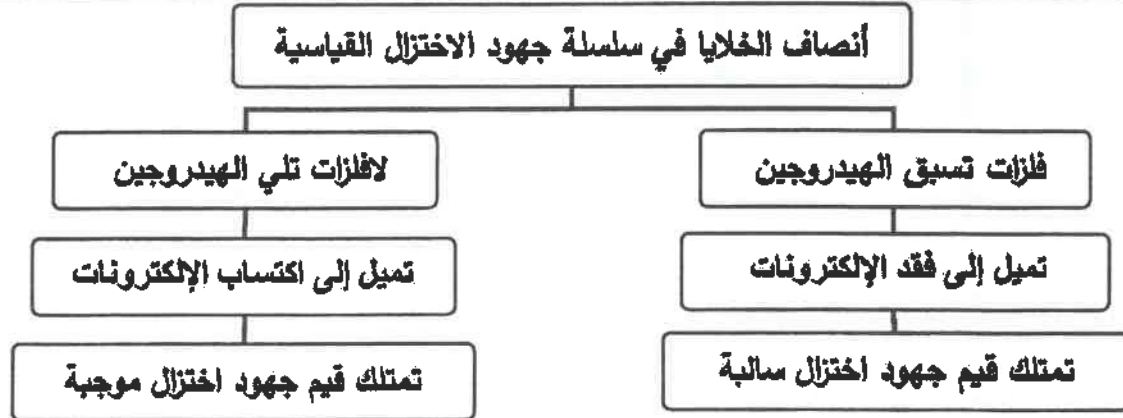 أنصاف الخلايا في سلسلة جهود الاختزال القياسية
فلزات تسبق الهيدروجين
لافلزات تلي الهيدروجين
تميل إلى فقد الإلكترونات
تميل إلى اكتساب الإلكترونات
تمتلك قيم جهود اختزال سالبة
تمتلك قيم جهود اختزال موجبة